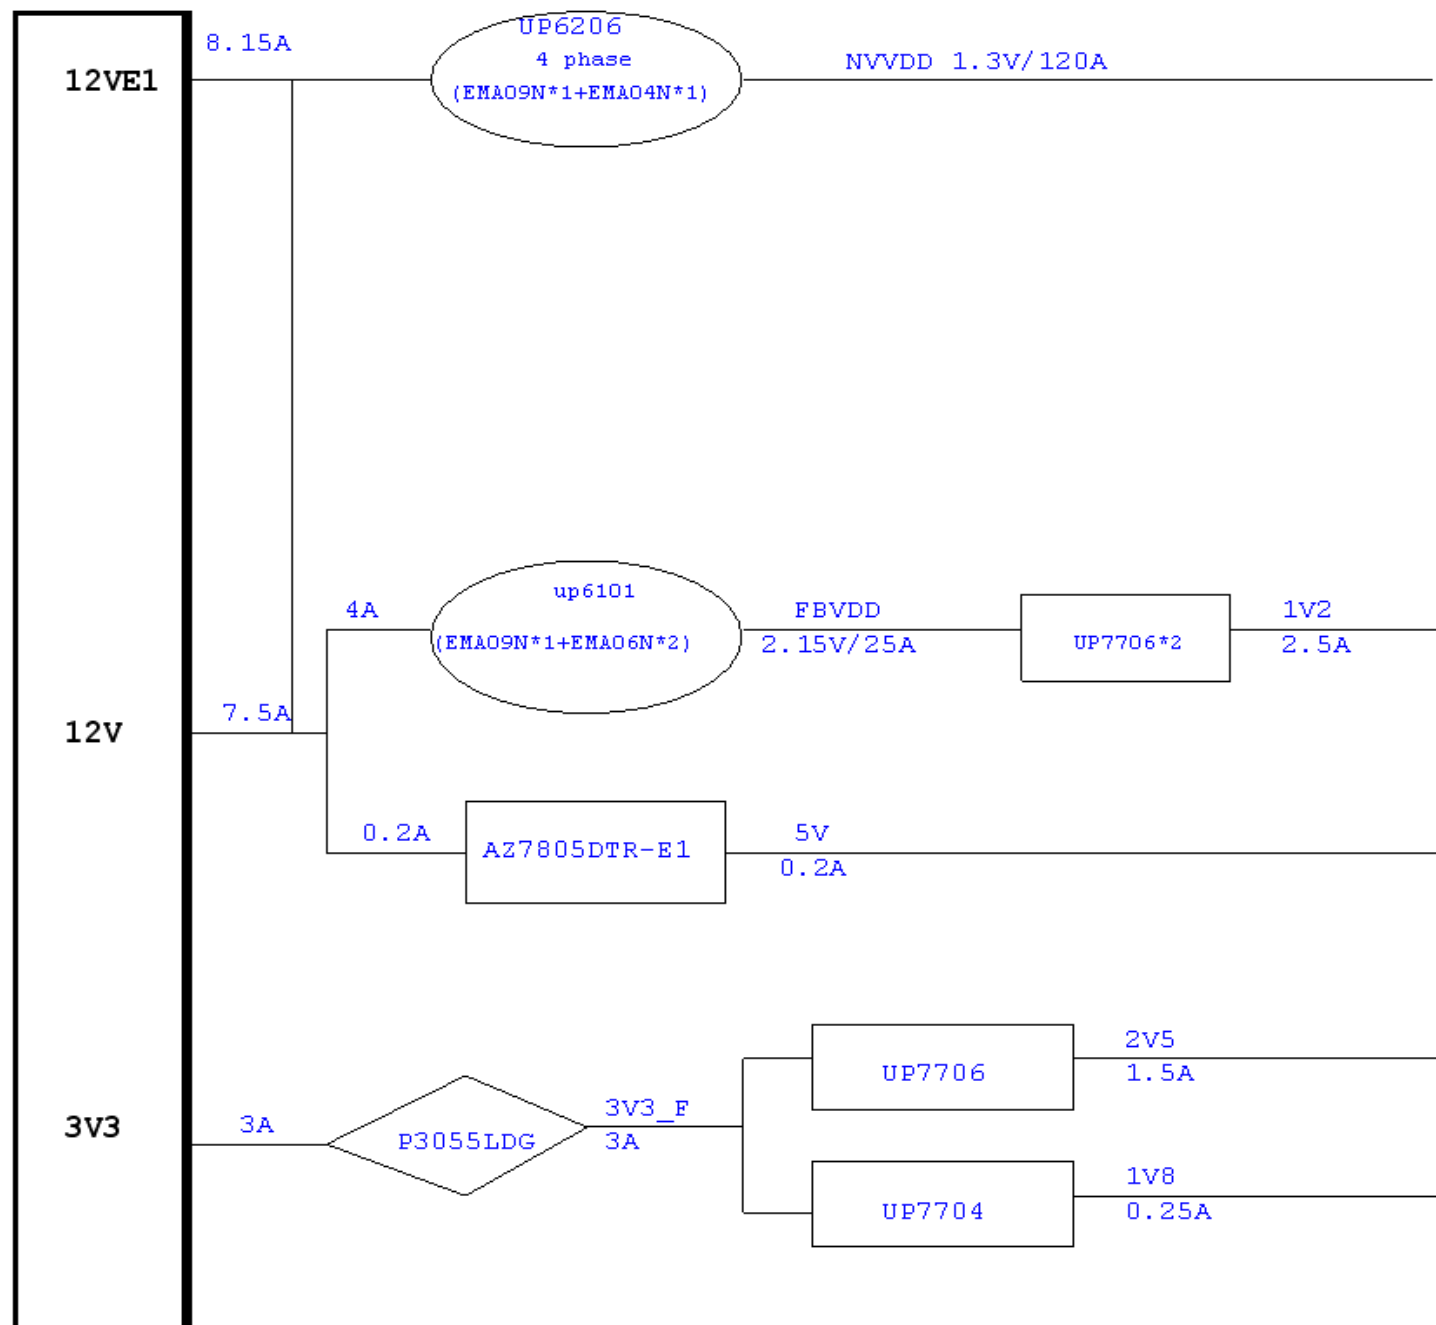 12VE1
8.15A
UP6206
4 phase
(EMA09N*1+EMA04N*1)
NVVDD 1.3V/120A
12V
7.5A
4A
up6101
(EMA09N*1+EMA06N*2)
FBVDD
2.15V/25A
UP7706*2
1V2
2.5A
0.2A
AZ7805DTR-E1
5V
0.2A
3V3
3A
P3055LDG
3V3_F
3A
UP7706
2V5
1.5A
UP7704
1V8
0.25A